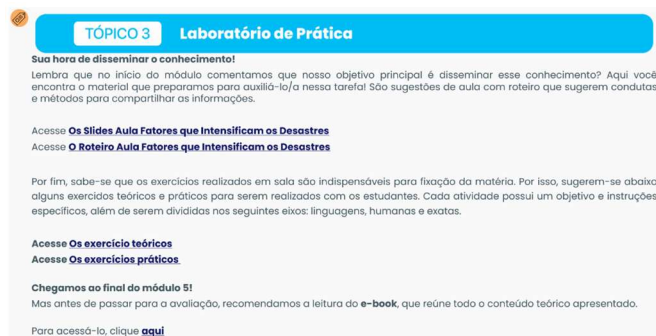 TÓPICO 3 Laboratório de Prática
Sua hora de disseminar o conhecimento!
Lembra que no início do módulo comentamos que nosso objetivo principal é disseminar esse conhecimento? Aqui você
encontra o material que preparamos para auxiliá-lo/a nessa tarefa! São sugestões de aula com roteiro que sugerem condutas
e métodos para compartilhar as informações.
Acesse Os Slides Aula Fatores que Intensificam os Desastres
Acesse O Roteiro Aula Fatores que Intensificam os Desastres
Por fim, sabe-se que os exercícios realizados em sala são indispensáveis para fixação da matéria. Por isso, sugerem-se abaixo
alguns exercidos teóricos e práticos para serem realizados com os estudantes. Cada atividade possui um objetivo e instruções
específicos, além de serem divididas nos seguintes eixos: linguagens, humanas e exatas.
Acesse Os exercício teóricos
Acesse Os exercícios práticos
Chegamos ao final do módulo 5!
Mas antes de passar para a avaliação, recomendamos a leitura do e-book, que reúne todo o conteúdo teórico apresentado.
Para acessá-lo, clique aqui